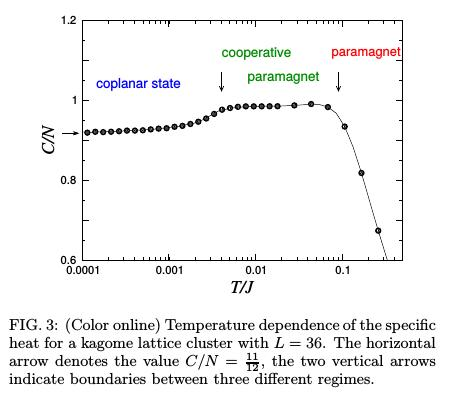 1.2
cooperative
paramagnet
coplanar state
paramagnet
1
C/N
0.8
0.6
0.0001
0.001
0.01
0.1
T/J
FIG. 3: (Color online) Temperature dependence of the specific
heat for a kagome lattice cluster with L = 36. The horizontal
arrow denotes the value C/N = 11/12, the two vertical arrows
indicate boundaries between three different regimes.